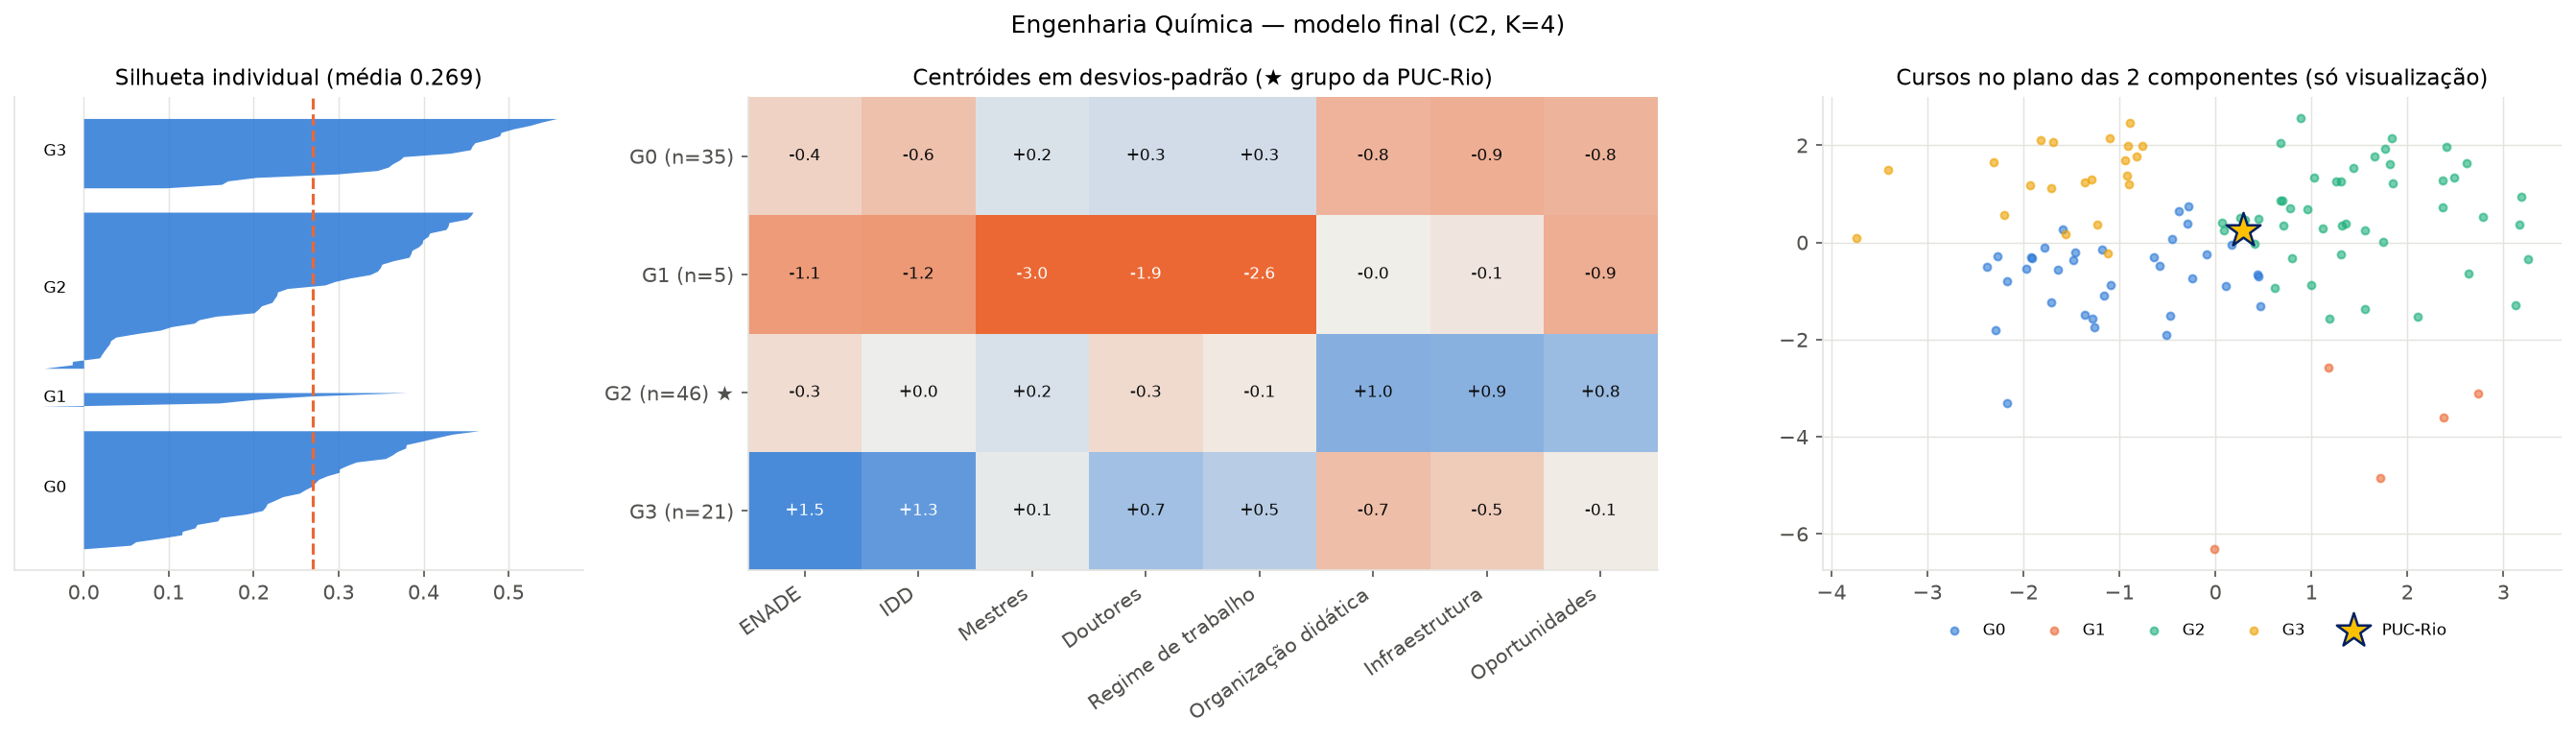 Engenharia Química — modelo final (C2, K=4)
Silhueta individual (média 0.269)
G3
G2
G1
G0
0.0 0.1 0.2 0.3 0.4 0.5
Centróides em desvios-padrão (★ grupo da PUC-Rio)
G0 (n=35) -0.4 -0.6 +0.2 +0.3 +0.3 -0.8 -0.9 -0.8
G1 (n=5) -1.1 -1.2 -3.0 -1.9 -2.6 -0.0 -0.1 -0.9
G2 (n=46) ★ -0.3 +0.0 +0.2 -0.3 -0.1 +1.0 +0.9 +0.8
G3 (n=21) +1.5 +1.3 +0.1 +0.7 +0.5 -0.7 -0.5 -0.1
ENADE
IDD
Mestres
Doutores
Regime de trabalho
Organização didática
Infraestrutura
Oportunidades
Cursos no plano das 2 componentes (só visualização)
2
0
−2
−4
−6
−4 −3 −2 −1 0 1 2 3
G0 G1 G2 G3 PUC-Rio